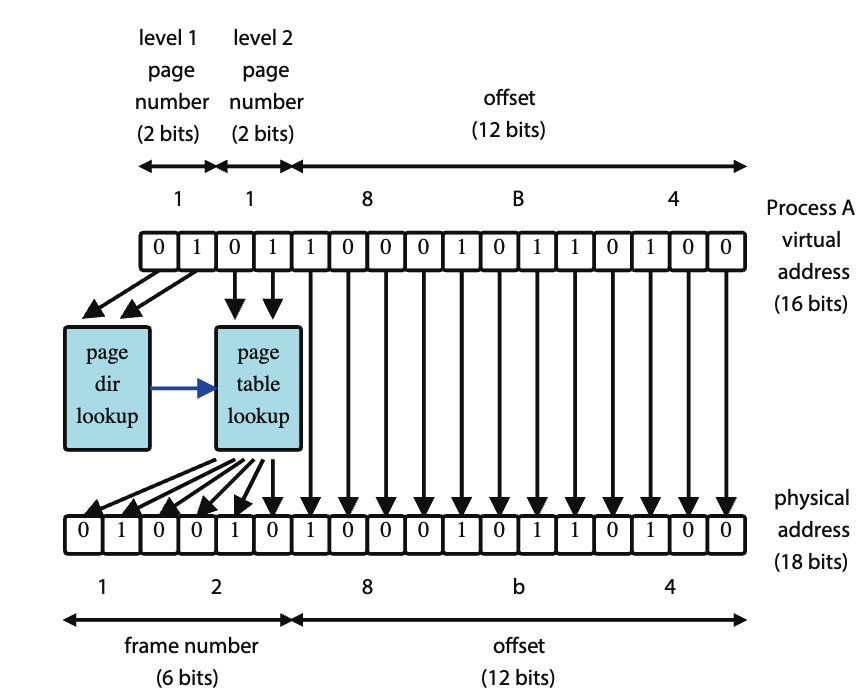 level 1
page
number
(2 bits)
level 2
page
number
(2 bits)
offset
(12 bits)
1 1 8 B 4
Process A
virtual
address
(16 bits)
0 1 0 1 1 0 0 0 1 0 1 1 0 1 0 0
page
dir
lookup
page
table
lookup
0 1 0 0 1 0 1 0 0 0 1 0 1 1 0 1 0 0
physical
address
(18 bits)
1 2 8 b 4
frame number
(6 bits)
offset
(12 bits)